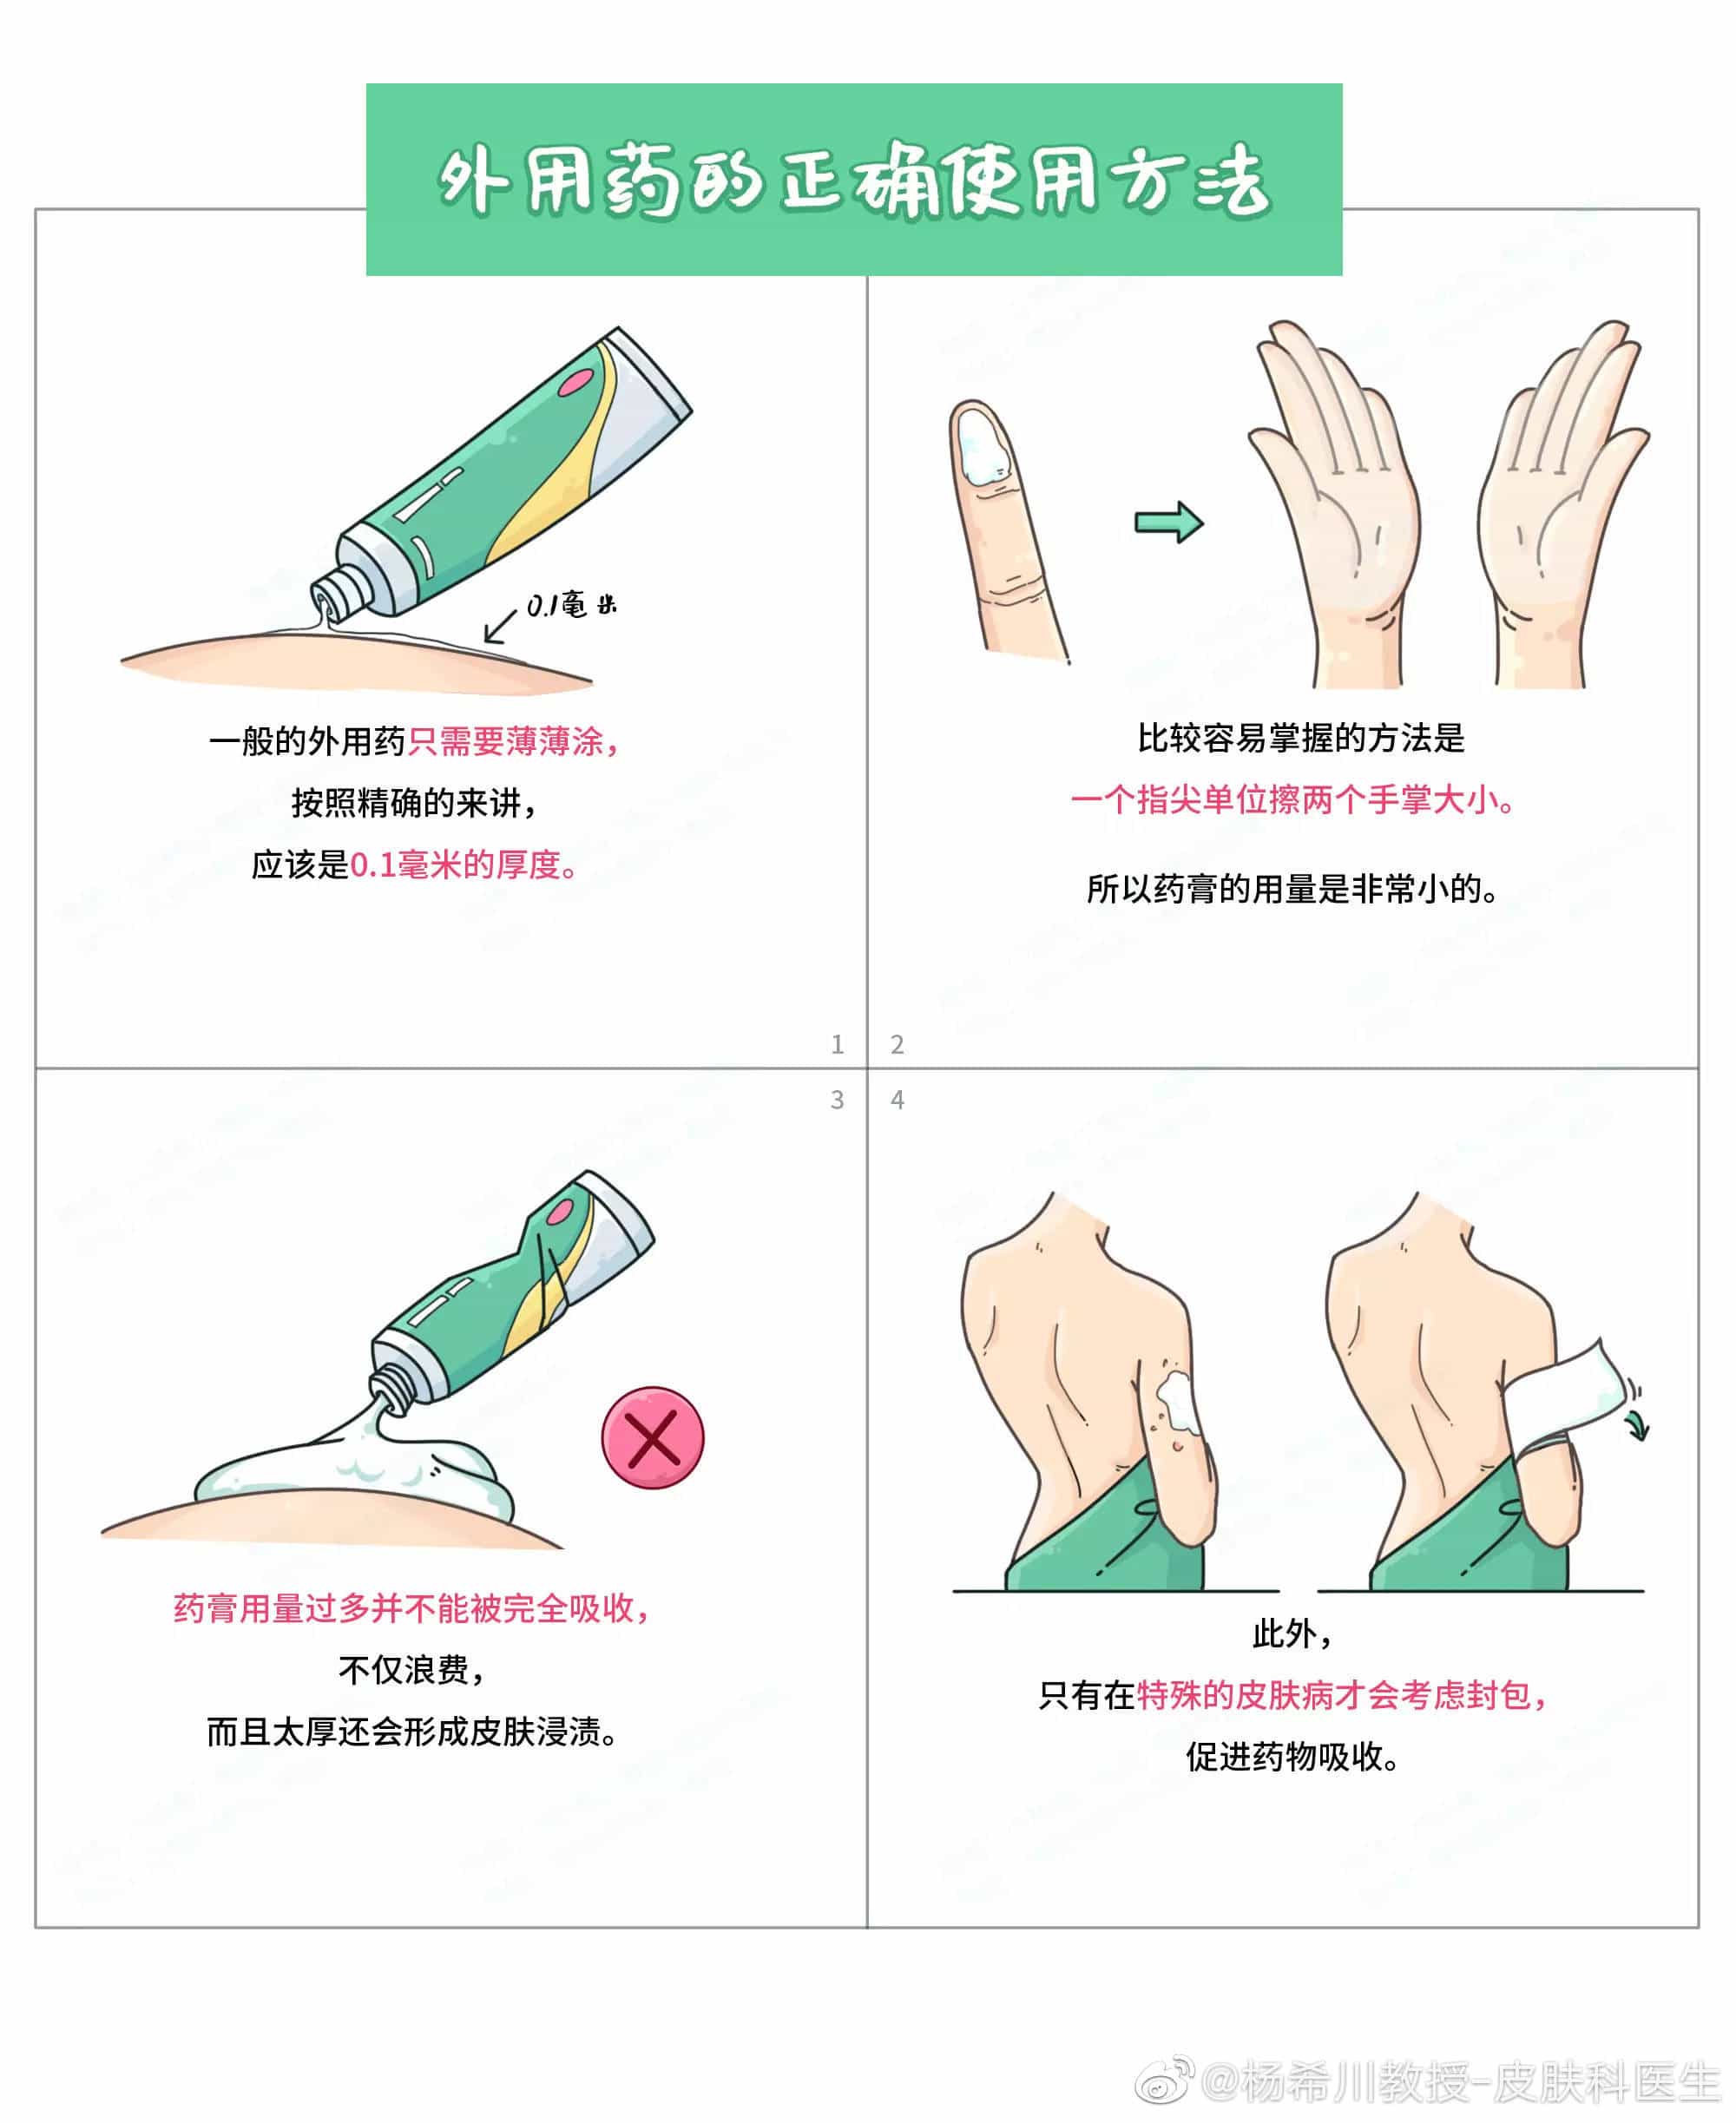 外用药的正确使用方法
0.1毫米
一般的外用药只需要薄薄涂，
按照精确的来讲，
应该是0.1毫米的厚度。
1
比较容易掌握的方法是
一个指尖单位擦两个手掌大小。
所以药膏的用量是非常小的。
2
3
药膏用量过多并不能被完全吸收，
不仅浪费，
而且太厚还会形成皮肤浸渍。
4
此外，
只有在特殊的皮肤病才会考虑封包，
促进药物吸收。
@杨希川教授-皮肤科医生